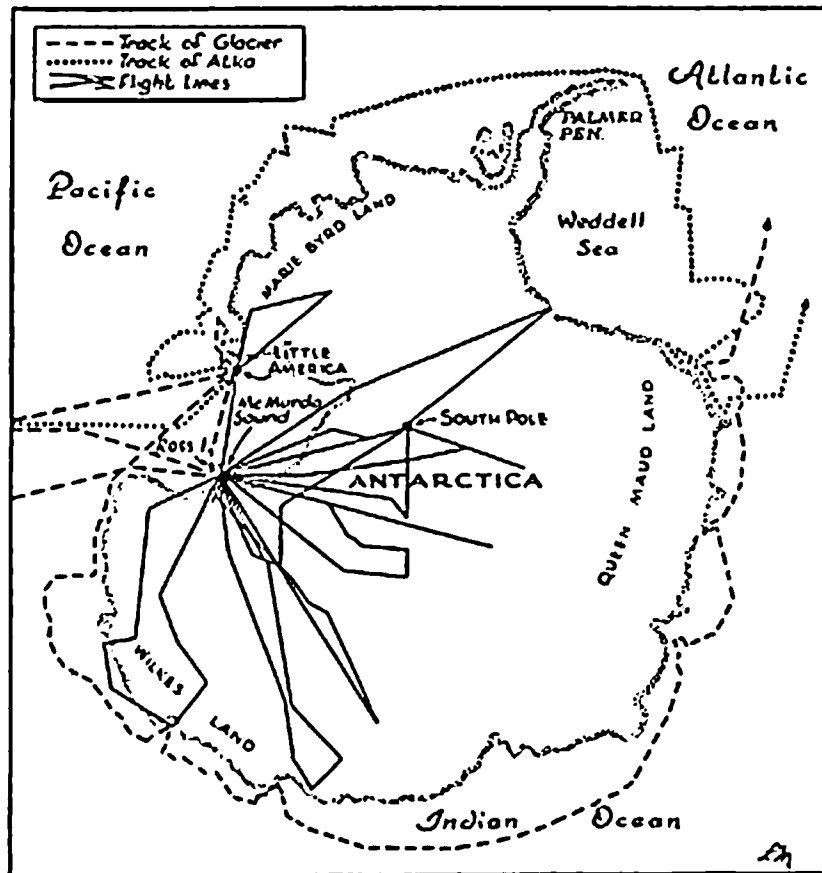 Track of Glacier
Track of Atka
Flight lines
Atlantic
Ocean
PALMER
PEN.
Pacific
Ocean
Weddell
Sea
MARIE BYRD LAND
LITTLE
AMERICA
McMurdo
Sound
SOUTH POLE
ROSS
ANTARCTICA
QUEEN MAUD LAND
WILKES
LAND
Indian Ocean